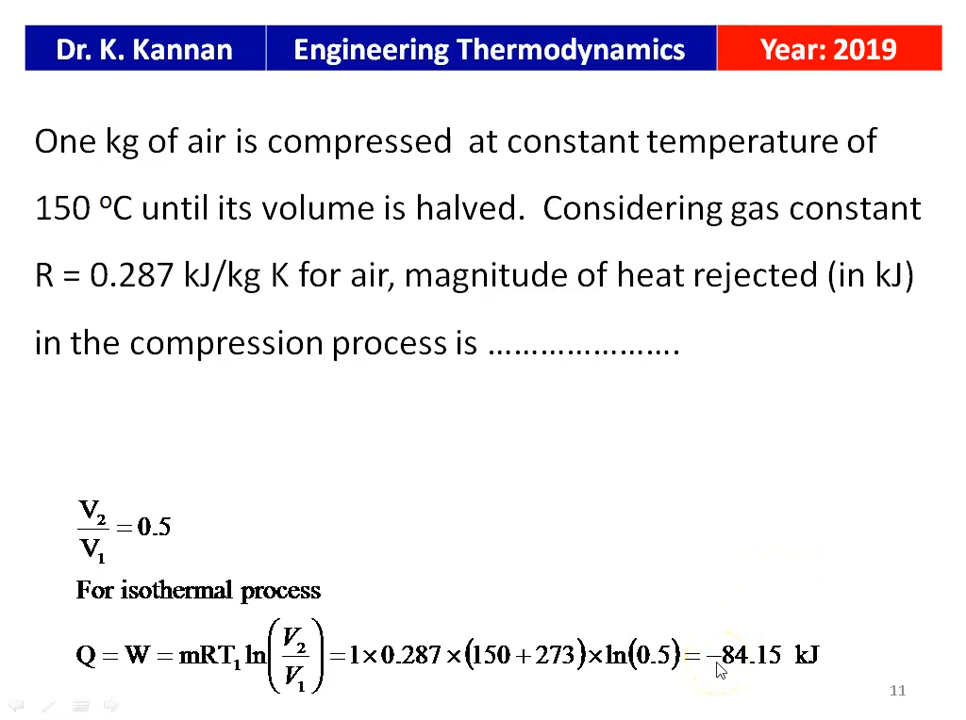 Dr. K. Kannan Engineering Thermodynamics Year: 2019
One kg of air is compressed at constant temperature of
150 °C until its volume is halved. Considering gas constant
R = 0.287 kJ/kg K for air, magnitude of heat rejected (in kJ)
in the compression process is ………………….
V₂/V₁ = 0.5
For isothermal process
Q = W = mRT₁ ln(V₂/V₁) = 1×0.287×(150+273)×ln(0.5) = −84.15 kJ
11